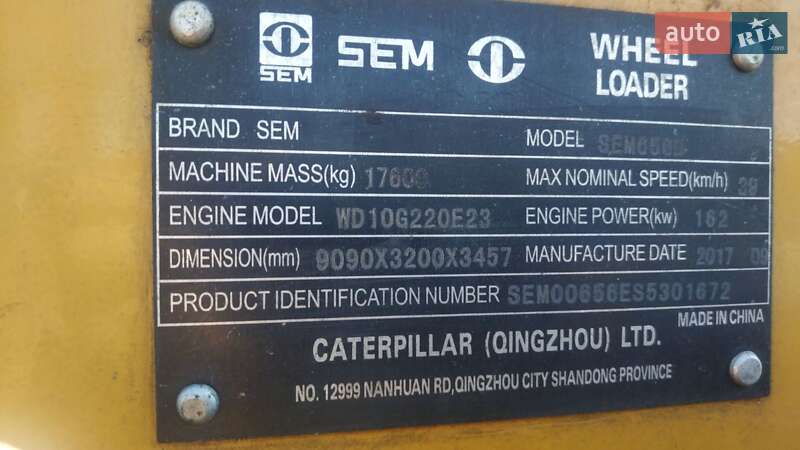 SEM
SEM
WHEEL
LOADER
auto RIA .com
BRAND SEM
MODEL
MACHINE MASS(kg) 17600
MAX NOMINAL SPEED(km/h)
ENGINE MODEL WD10G220E23
ENGINE POWER(kw) 162
DIMENSION(mm) 9090X3200X3457
MANUFACTURE DATE 2017 09
PRODUCT IDENTIFICATION NUMBER SEM00656ES5301672
MADE IN CHINA
CATERPILLAR (QINGZHOU) LTD.
NO. 12999 NANHUAN RD,QINGZHOU CITY SHANDONG PROVINCE